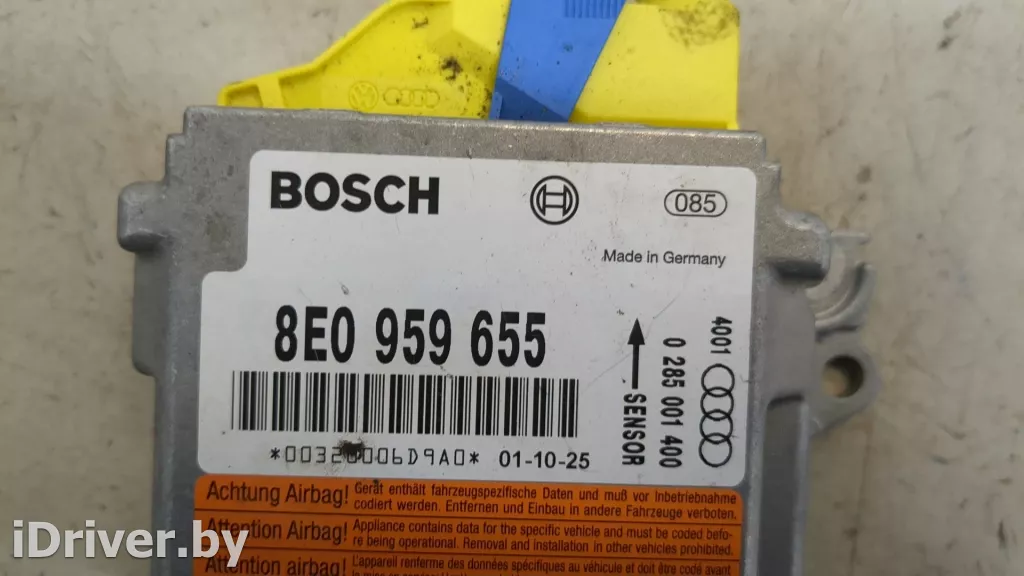 BOSCH
085
Made in Germany
8E0 959 655
SENSOR
0 285 001 400
4001
01-10-25
Achtung Airbag! Gerät enthält fahrzeugspezifische Daten und muß vor Inbetriebnahme
codiert werden. Entfernen und Einbau in andere Fahrzeuge verboten.
Attention Airbag! Appliance contains data for the specific vehicle and must be coded befo-
re being operational. Removal and installation in other vehicles prohibited.
Attention airbag! L'appareil renferme des données spécifiques au véhicule et doit être codé avant
iDriver.by